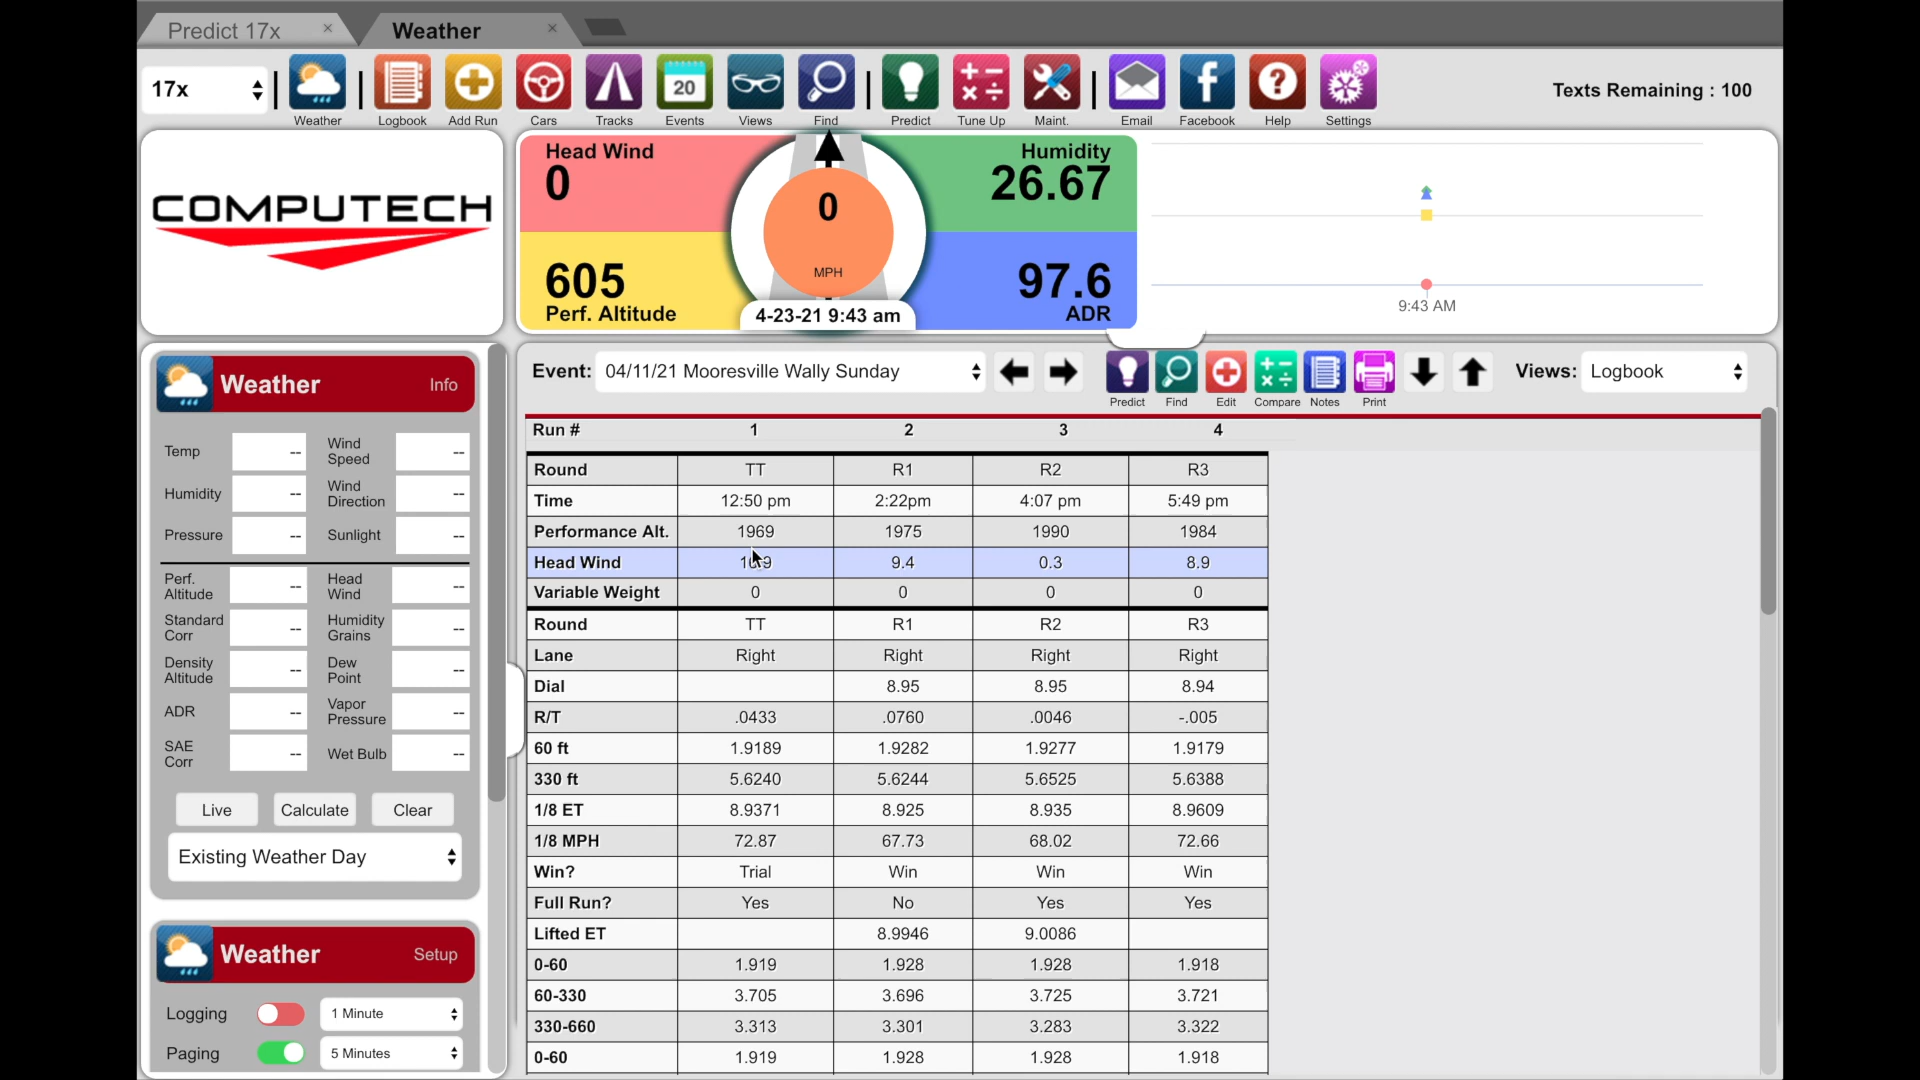 Predict 17x × Weather ×
17x Texts Remaining : 100
20
Weather Logbook Add Run Cars Tracks Events Views Find Predict Tune Up Maint. Email Facebook Help Settings
COMPUTECH
Head Wind
0
Humidity
26.67
0
MPH
605
Perf. Altitude
97.6
ADR
4-23-21 9:43 am
9:43 AM
Weather Info
Temp -- Wind Speed --
Humidity -- Wind Direction --
Pressure -- Sunlight --
Perf. Altitude -- Head Wind --
Standard Corr -- Humidity Grains --
Density Altitude -- Dew Point --
ADR -- Vapor Pressure --
SAE Corr -- Wet Bulb --
Live Calculate Clear
Existing Weather Day
Weather Setup
Logging 1 Minute
Paging 5 Minutes
Event: 04/11/21 Mooresville Wally Sunday Views: Logbook
Predict Find Edit Compare Notes Print
Run # 1 2 3 4
Round TT R1 R2 R3
Time 12:50 pm 2:22pm 4:07 pm 5:49 pm
Performance Alt. 1969 1975 1990 1984
Head Wind 9.4 0.3 8.9
Variable Weight 0 0 0 0
Round TT R1 R2 R3
Lane Right Right Right Right
Dial 8.95 8.95 8.94
R/T .0433 .0760 .0046 -.005
60 ft 1.9189 1.9282 1.9277 1.9179
330 ft 5.6240 5.6244 5.6525 5.6388
1/8 ET 8.9371 8.925 8.935 8.9609
1/8 MPH 72.87 67.73 68.02 72.66
Win? Trial Win Win Win
Full Run? Yes No Yes Yes
Lifted ET 8.9946 9.0086
0-60 1.919 1.928 1.928 1.918
60-330 3.705 3.696 3.725 3.721
330-660 3.313 3.301 3.283 3.322
0-60 1.919 1.928 1.928 1.918